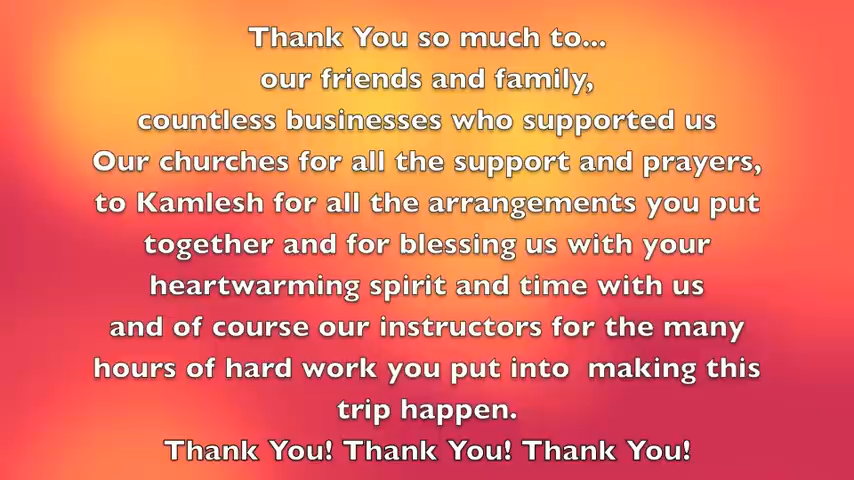 Thank You so much to...
our friends and family,
countless businesses who supported us
Our churches for all the support and prayers,
to Kamlesh for all the arrangements you put
together and for blessing us with your
heartwarming spirit and time with us
and of course our instructors for the many
hours of hard work you put into  making this
trip happen.
Thank You! Thank You! Thank You!